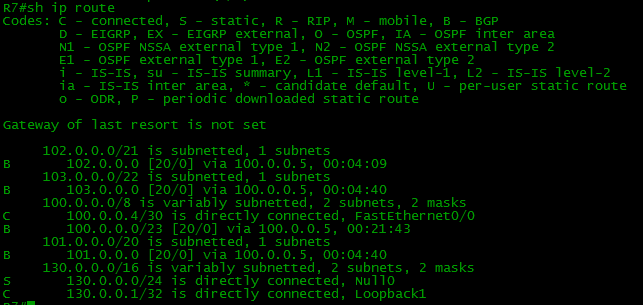 R7#sh ip route
Codes: C - connected, S - static, R - RIP, M - mobile, B - BGP
       D - EIGRP, EX - EIGRP external, O - OSPF, IA - OSPF inter area
       N1 - OSPF NSSA external type 1, N2 - OSPF NSSA external type 2
       E1 - OSPF external type 1, E2 - OSPF external type 2
       i - IS-IS, su - IS-IS summary, L1 - IS-IS level-1, L2 - IS-IS level-2
       ia - IS-IS inter area, * - candidate default, U - per-user static route
       o - ODR, P - periodic downloaded static route
Gateway of last resort is not set
     102.0.0.0/21 is subnetted, 1 subnets
B       102.0.0.0 [20/0] via 100.0.0.5, 00:04:09
     103.0.0.0/22 is subnetted, 1 subnets
B       103.0.0.0 [20/0] via 100.0.0.5, 00:04:40
     100.0.0.0/8 is variably subnetted, 2 subnets, 2 masks
C       100.0.0.4/30 is directly connected, FastEthernet0/0
B       100.0.0.0/23 [20/0] via 100.0.0.5, 00:21:43
     101.0.0.0/20 is subnetted, 1 subnets
B       101.0.0.0 [20/0] via 100.0.0.5, 00:04:40
     130.0.0.0/16 is variably subnetted, 2 subnets, 2 masks
S       130.0.0.0/24 is directly connected, Null0
C       130.0.0.1/32 is directly connected, Loopback1
R7#